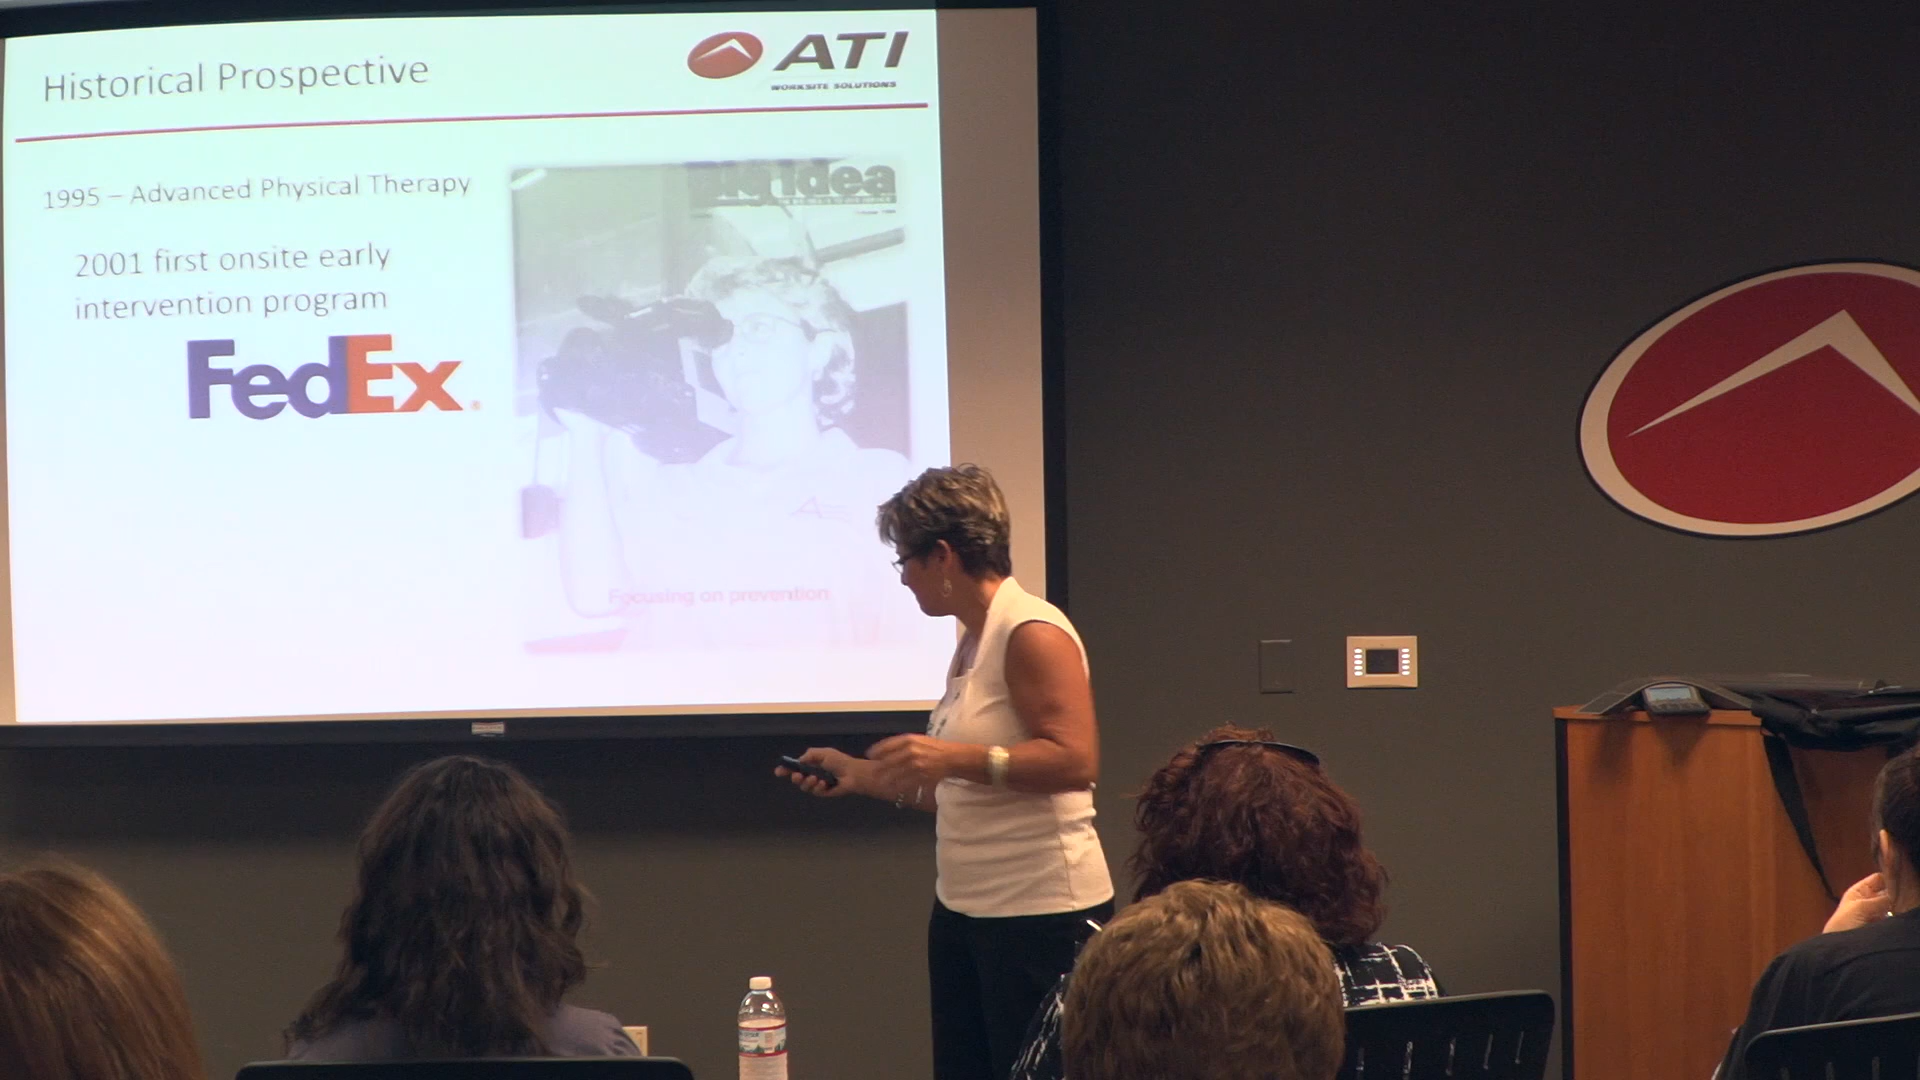 Historical Prospective
ATI
WORKSITE SOLUTIONS
1995 – Advanced Physical Therapy
2001 first onsite early
intervention program
FedEx®
big idea
Focusing on prevention